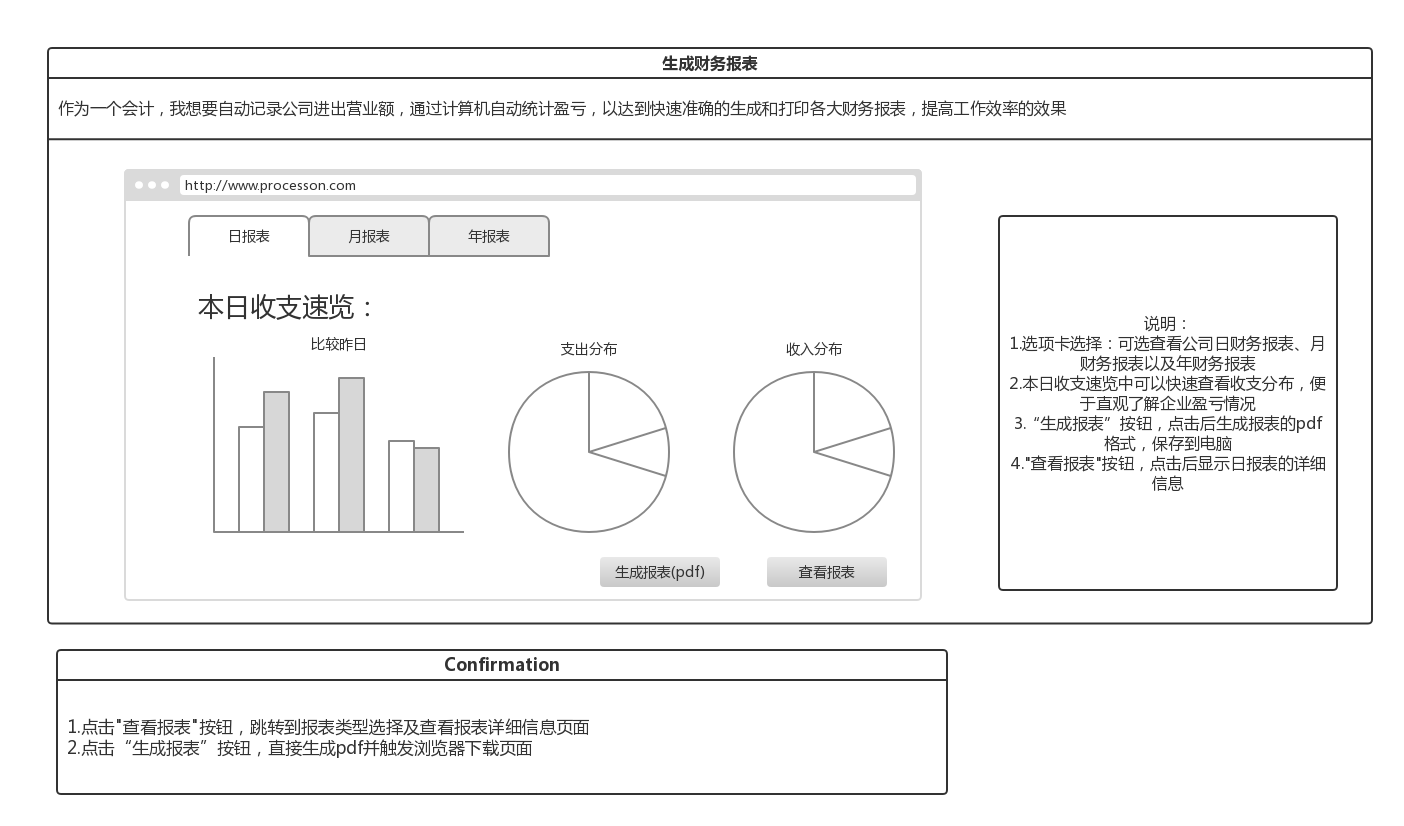 生成财务报表
作为一个会计，我想要自动记录公司进出营业额，通过计算机自动统计盈亏，以达到快速准确的生成和打印各大财务报表，提高工作效率的效果
http://www.processon.com
日报表
月报表
年报表
本日收支速览：
比较昨日
支出分布
收入分布
生成报表(pdf)
查看报表
说明：
1.选项卡选择：可选查看公司日财务报表、月
财务报表以及年财务报表
2.本日收支速览中可以快速查看收支分布，便
于直观了解企业盈亏情况
3.“生成报表”按钮，点击后生成报表的pdf
格式，保存到电脑
4."查看报表"按钮，点击后显示日报表的详细
信息
Confirmation
1.点击"查看报表"按钮，跳转到报表类型选择及查看报表详细信息页面
2.点击“生成报表”按钮，直接生成pdf并触发浏览器下载页面